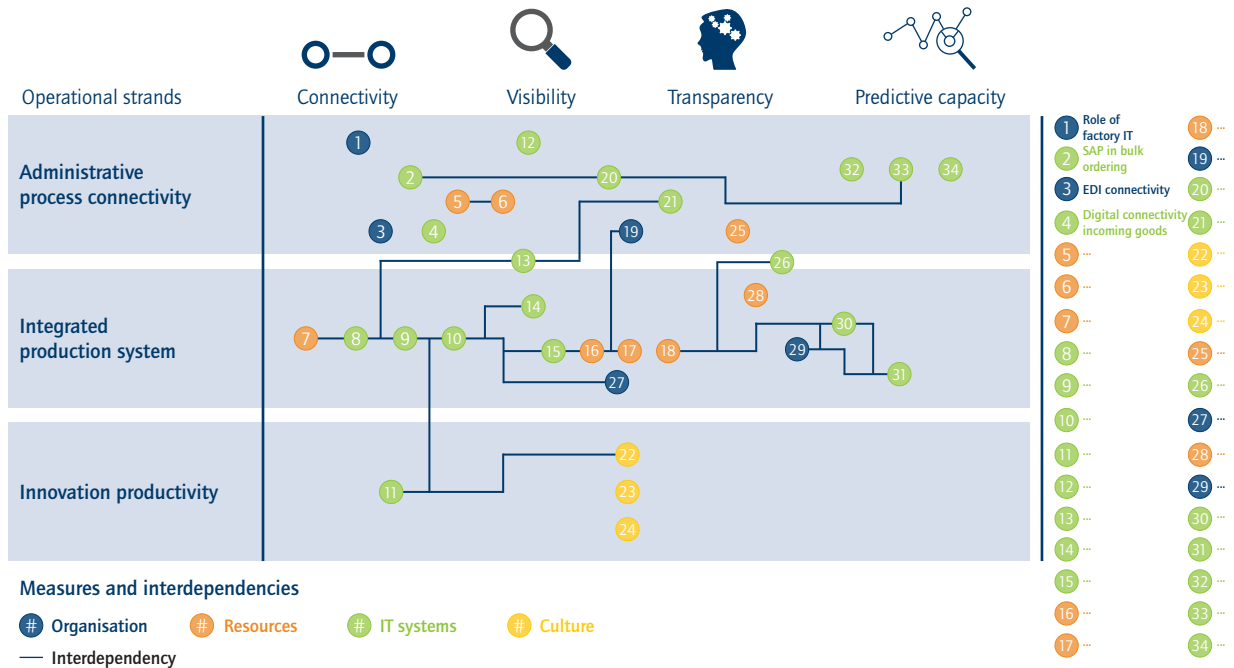 Operational strands
Connectivity
Visibility
Transparency
Predictive capacity
Administrative
process connectivity
1
12
2
20
32
33
34
5
6
21
3
4
19
25
13
Integrated
production system
26
28
14
30
7
8
9
10
15
16
17
18
29
27
31
Innovation productivity
22
11
23
24
1 Role of
factory IT
2 SAP in bulk
ordering
3 EDI connectivity
4 Digital connectivity
incoming goods
5 ...
6 ...
7 ...
8 ...
9 ...
10 ...
11 ...
12 ...
13 ...
14 ...
15 ...
16 ...
17 ...
18 ...
19 ...
20 ...
21 ...
22 ...
23 ...
24 ...
25 ...
26 ...
27 ...
28 ...
29 ...
30 ...
31 ...
32 ...
33 ...
34 ...
Measures and interdependencies
# Organisation
# Resources
# IT systems
# Culture
Interdependency